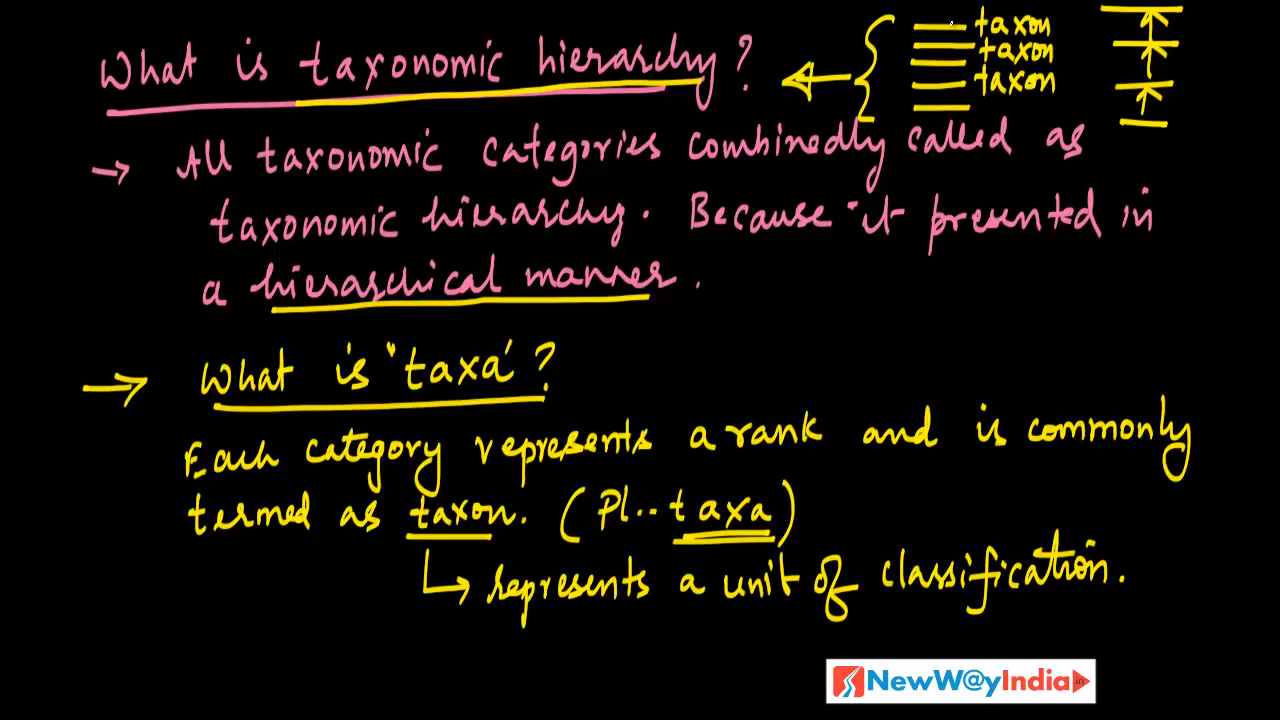 What is taxonomic hierarchy?
taxon
taxon
taxon
→ All taxonomic categories combinedly called as
taxonomic hierarchy. Because it presented in
a hierarchical manner.
→ What is 'taxa'?
Each category represents a rank and is commonly
termed as taxon. (Pl.. taxa)
↳ represents a unit of classification.
NewW@yIndia.in